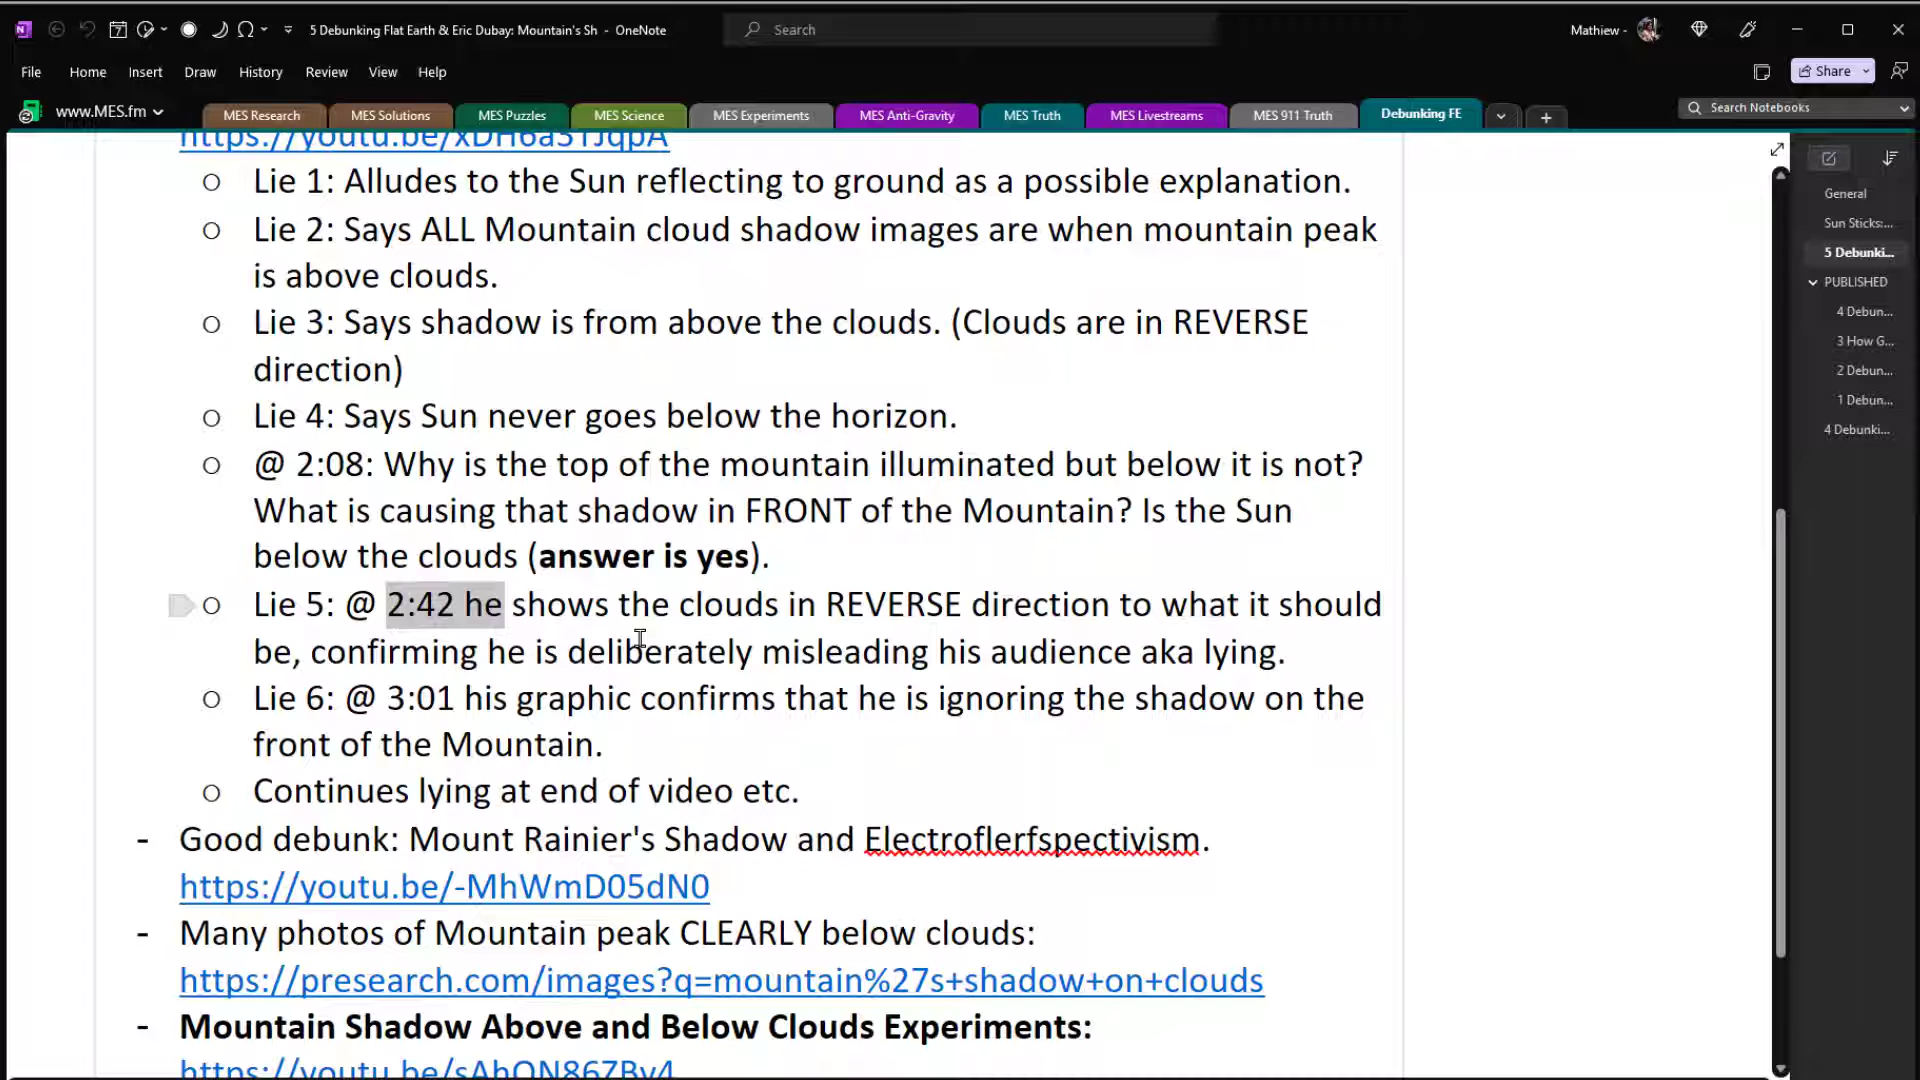 5 Debunking Flat Earth & Eric Dubay: Mountain's Sh - OneNote
Search
Mathiew -
File Home Insert Draw History Review View Help
Share
www.MES.fm
MES Research MES Solutions MES Puzzles MES Science MES Experiments MES Anti-Gravity MES Truth MES Livestreams MES 911 Truth Debunking FE
Search Notebooks
Lie 1: Alludes to the Sun reflecting to ground as a possible explanation.
Lie 2: Says ALL Mountain cloud shadow images are when mountain peak
is above clouds.
Lie 3: Says shadow is from above the clouds. (Clouds are in REVERSE
direction)
Lie 4: Says Sun never goes below the horizon.
@ 2:08: Why is the top of the mountain illuminated but below it is not?
What is causing that shadow in FRONT of the Mountain? Is the Sun
below the clouds (answer is yes).
Lie 5: @ 2:42 he shows the clouds in REVERSE direction to what it should
be, confirming he is deliberately misleading his audience aka lying.
Lie 6: @ 3:01 his graphic confirms that he is ignoring the shadow on the
front of the Mountain.
Continues lying at end of video etc.
- Good debunk: Mount Rainier's Shadow and Electroflerfspectivism.
https://youtu.be/-MhWmD05dN0
- Many photos of Mountain peak CLEARLY below clouds:
https://presearch.com/images?q=mountain%27s+shadow+on+clouds
- Mountain Shadow Above and Below Clouds Experiments:
General
Sun Sticks:...
5 Debunki...
PUBLISHED
4 Debun...
3 How G...
2 Debun...
1 Debun...
4 Debunki...